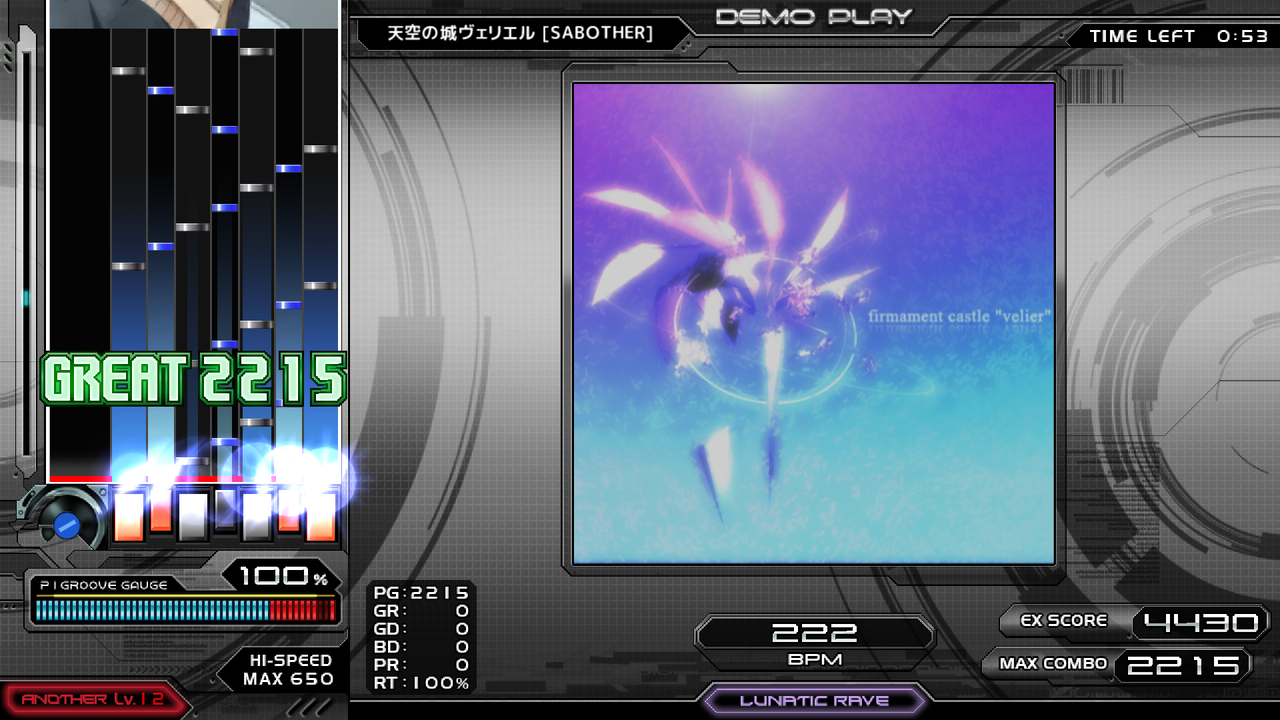 天空の城ヴェリエル [SABOTHER]
DEMO PLAY
TIME LEFT 0:53
firmament castle "velier"
GREAT 2215
P1 GROOVE GAUGE
100%
HI-SPEED
MAX 650
ANOTHER Lv.12
PG:2215
GR: 0
GD: 0
BD: 0
PR: 0
RT:100%
222
BPM
LUNATIC RAVE
EX SCORE 4430
MAX COMBO 2215